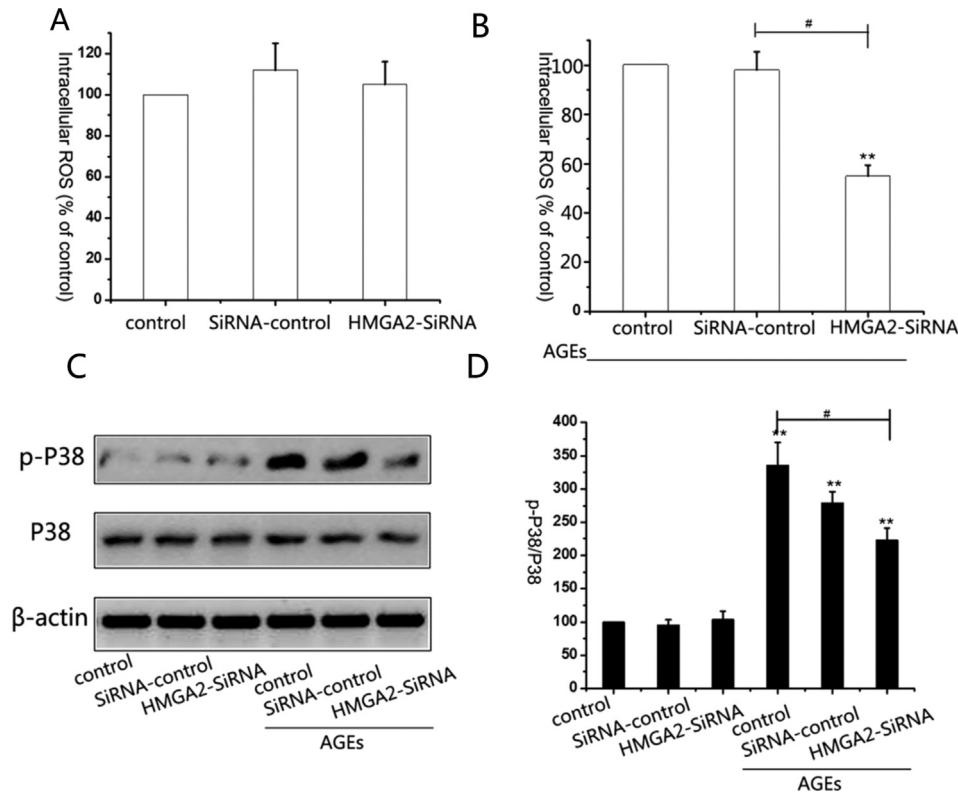 A
Intracellular ROS (% of control)
120
100
80
60
40
20
0
control SiRNA-control HMGA2-SiRNA
B
#
Intracellular ROS (% of control)
100
80
60
40
20
0
**
control SiRNA-control HMGA2-SiRNA
AGEs
C
p-P38
P38
β-actin
control
SiRNA-control
HMGA2-SiRNA
control
SiRNA-control
HMGA2-SiRNA
AGEs
D
p-P38/P38
400
350
300
250
200
150
100
50
0
#
**
**
**
control
SiRNA-control
HMGA2-SiRNA
control
SiRNA-control
HMGA2-SiRNA
AGEs